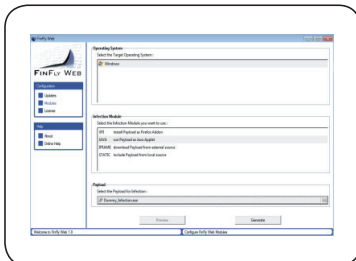 FinFly Web
FINFLY WEB
Configuration
Updates
Modules
License
Help
About
Online Help
Operating System
Select the Target Operating System :
Windows
Infection Module
Select the Infection Module you want to use :
XPI install Payload as Firefox Addon
JAVA run Payload as Java Applet
IFRAME download Payload from external source
STATIC include Payload from local source
Payload
Select the Payload for Infection :
Dummy_Infection.exe
Preview
Generate
Welcome to FinFly Web 1.0
Configure FinFly Web Modules